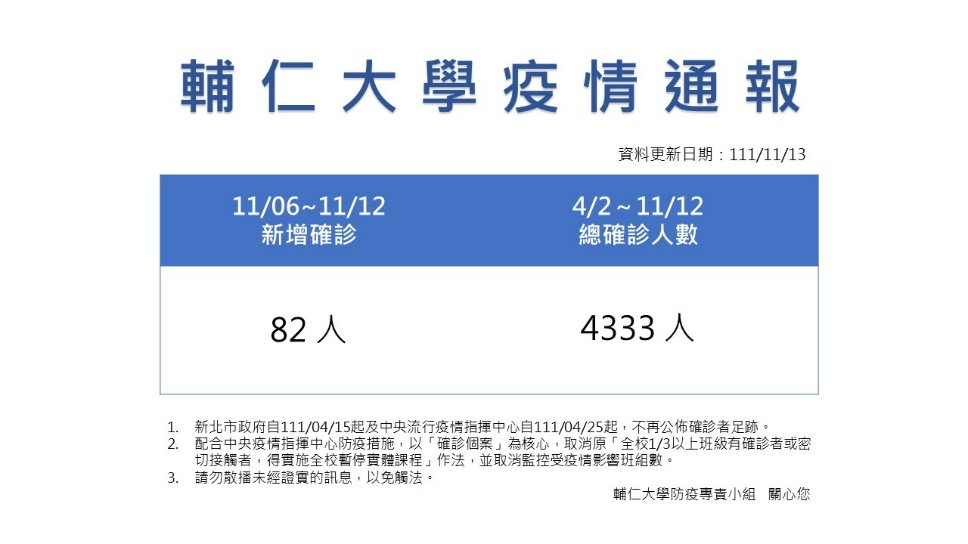 輔仁大學疫情通報
資料更新日期：111/11/13
11/06~11/12
新增確診
4/2～11/12
總確診人數
82 人
4333 人
1. 新北市政府自111/04/15起及中央流行疫情指揮中心自111/04/25起，不再公佈確診者足跡。
2. 配合中央疫情指揮中心防疫措施，以「確診個案」為核心，取消原「全校1/3以上班級有確診者或密
切接觸者，得實施全校暫停實體課程」作法，並取消監控受疫情影響班組數。
3. 請勿散播未經證實的訊息，以免觸法。
輔仁大學防疫專責小組 關心您